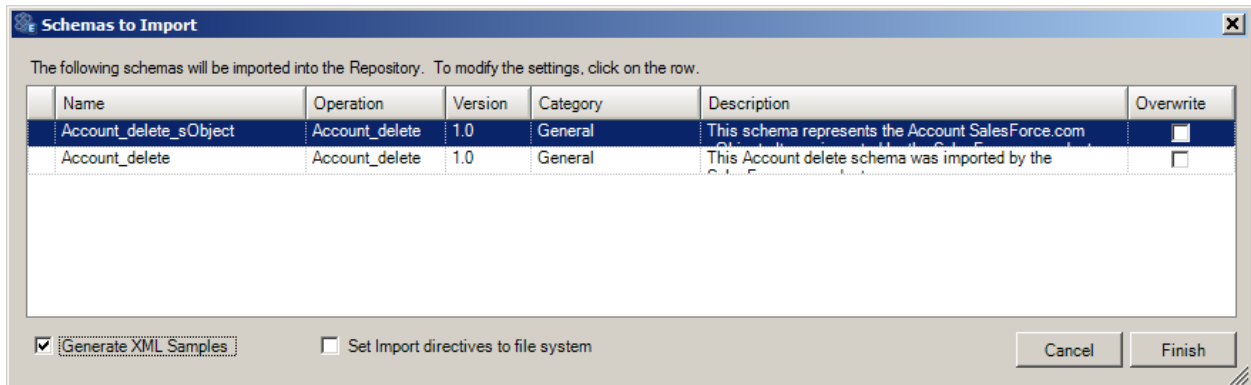 Schemas to Import
The following schemas will be imported into the Repository. To modify the settings, click on the row.
Name Operation Version Category Description Overwrite
Account_delete_sObject Account_delete 1.0 General This schema represents the Account SalesForce.com
Account_delete Account_delete 1.0 General This Account delete schema was imported by the
Generate XML Samples Set Import directives to file system Cancel Finish